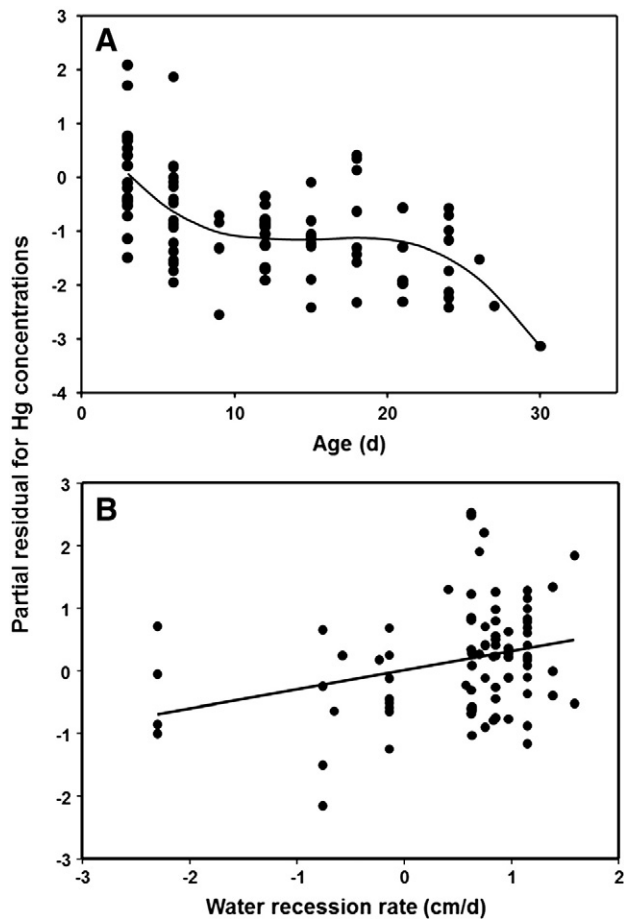 Partial residual for Hg concentrations
A
3
2
1
0
-1
-2
-3
-4
0 10 20 30
Age (d)
B
3
2
1
0
-1
-2
-3
-3 -2 -1 0 1 2
Water recession rate (cm/d)